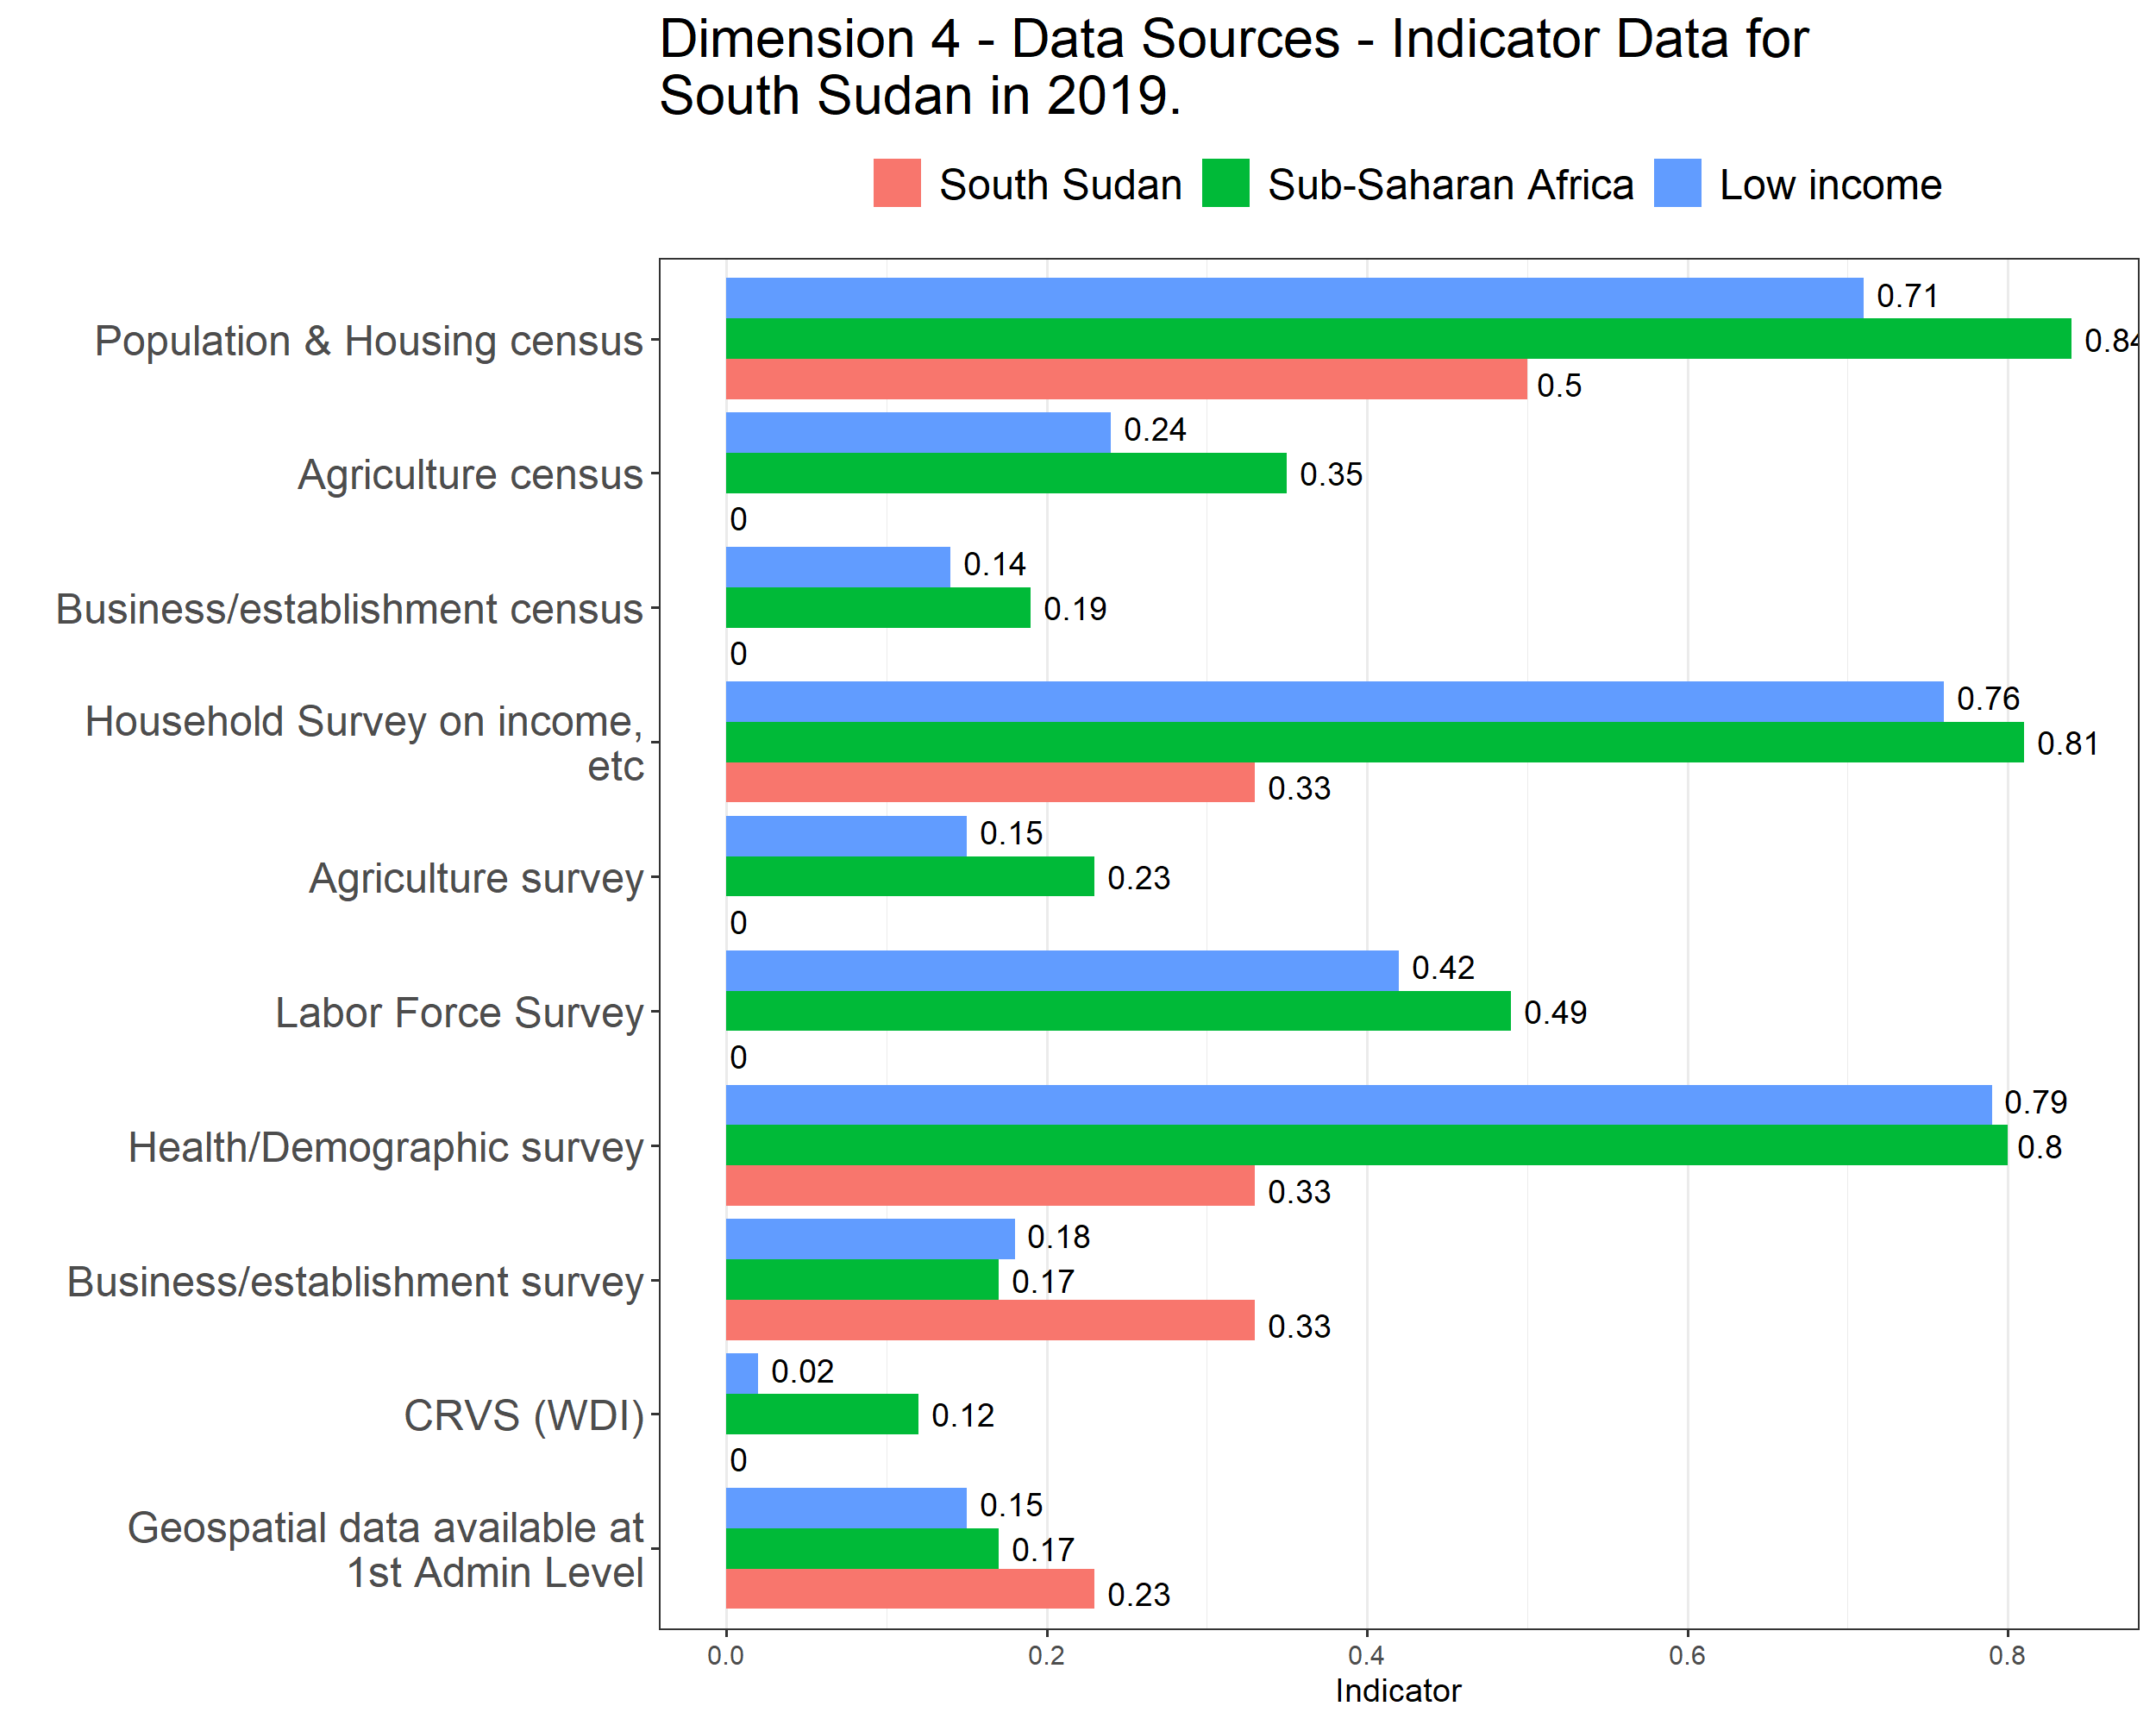 Dimension 4 - Data Sources - Indicator Data for
South Sudan in 2019.
South Sudan
Sub-Saharan Africa
Low income
Population & Housing census
0.71
0.84
0.5
Agriculture census
0.24
0.35
0
Business/establishment census
0.14
0.19
0
Household Survey on income,
etc
0.76
0.81
0.33
Agriculture survey
0.15
0.23
0
Labor Force Survey
0.42
0.49
0
Health/Demographic survey
0.79
0.8
0.33
Business/establishment survey
0.18
0.17
0.33
CRVS (WDI)
0.02
0.12
0
Geospatial data available at
1st Admin Level
0.15
0.17
0.23
0.0
0.2
0.4
0.6
0.8
Indicator